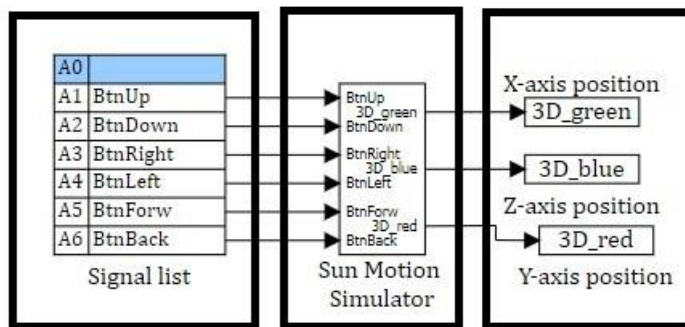 A0
A1 BtnUp
A2 BtnDown
A3 BtnRight
A4 BtnLeft
A5 BtnForw
A6 BtnBack
Signal list
BtnUp
3D_green
BtnDown
BtnRight
3D_blue
BtnLeft
BtnForw
3D_red
BtnBack
Sun Motion
Simulator
X-axis position
3D_green
3D_blue
Z-axis position
3D_red
Y-axis position